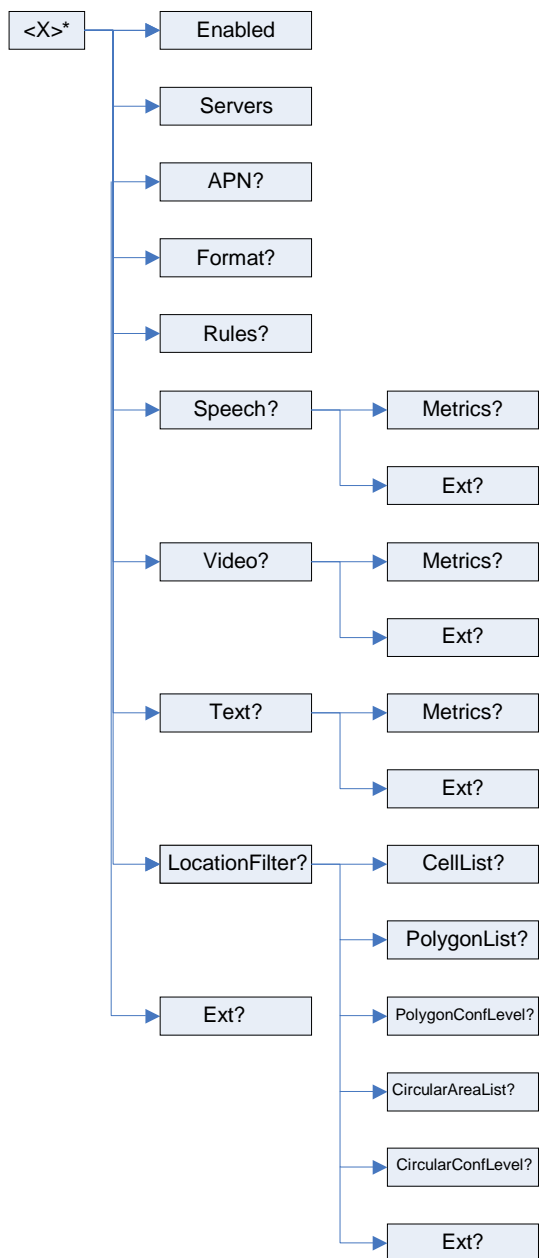 <X>*
Enabled
Servers
APN?
Format?
Rules?
Speech?
Metrics?
Ext?
Video?
Metrics?
Ext?
Text?
Metrics?
Ext?
LocationFilter?
CellList?
PolygonList?
PolygonConfLevel?
Ext?
CircularAreaList?
CircularConfLevel?
Ext?